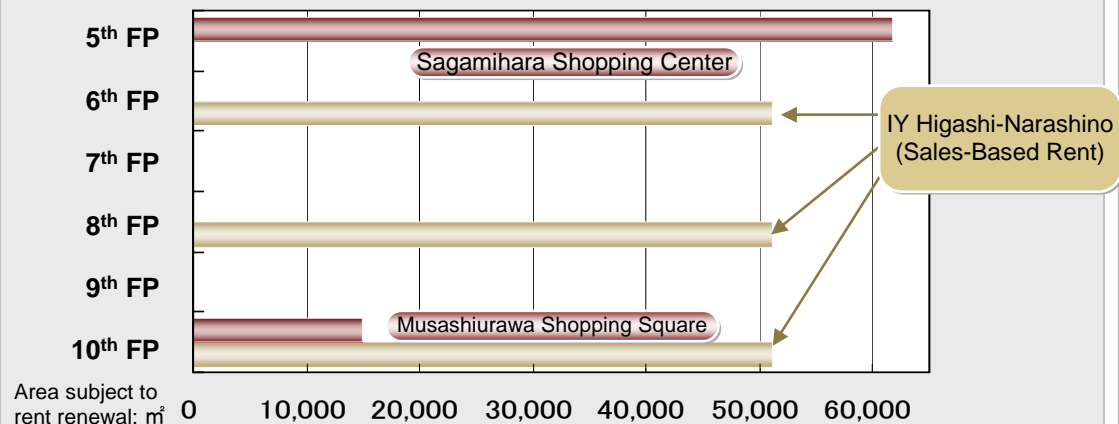 5th FP
Sagamihara Shopping Center
6th FP
IY Higashi-Narashino
(Sales-Based Rent)
7th FP
8th FP
9th FP
Musashiurawa Shopping Square
10th FP
Area subject to
rent renewal: ㎡
0 10,000 20,000 30,000 40,000 50,000 60,000